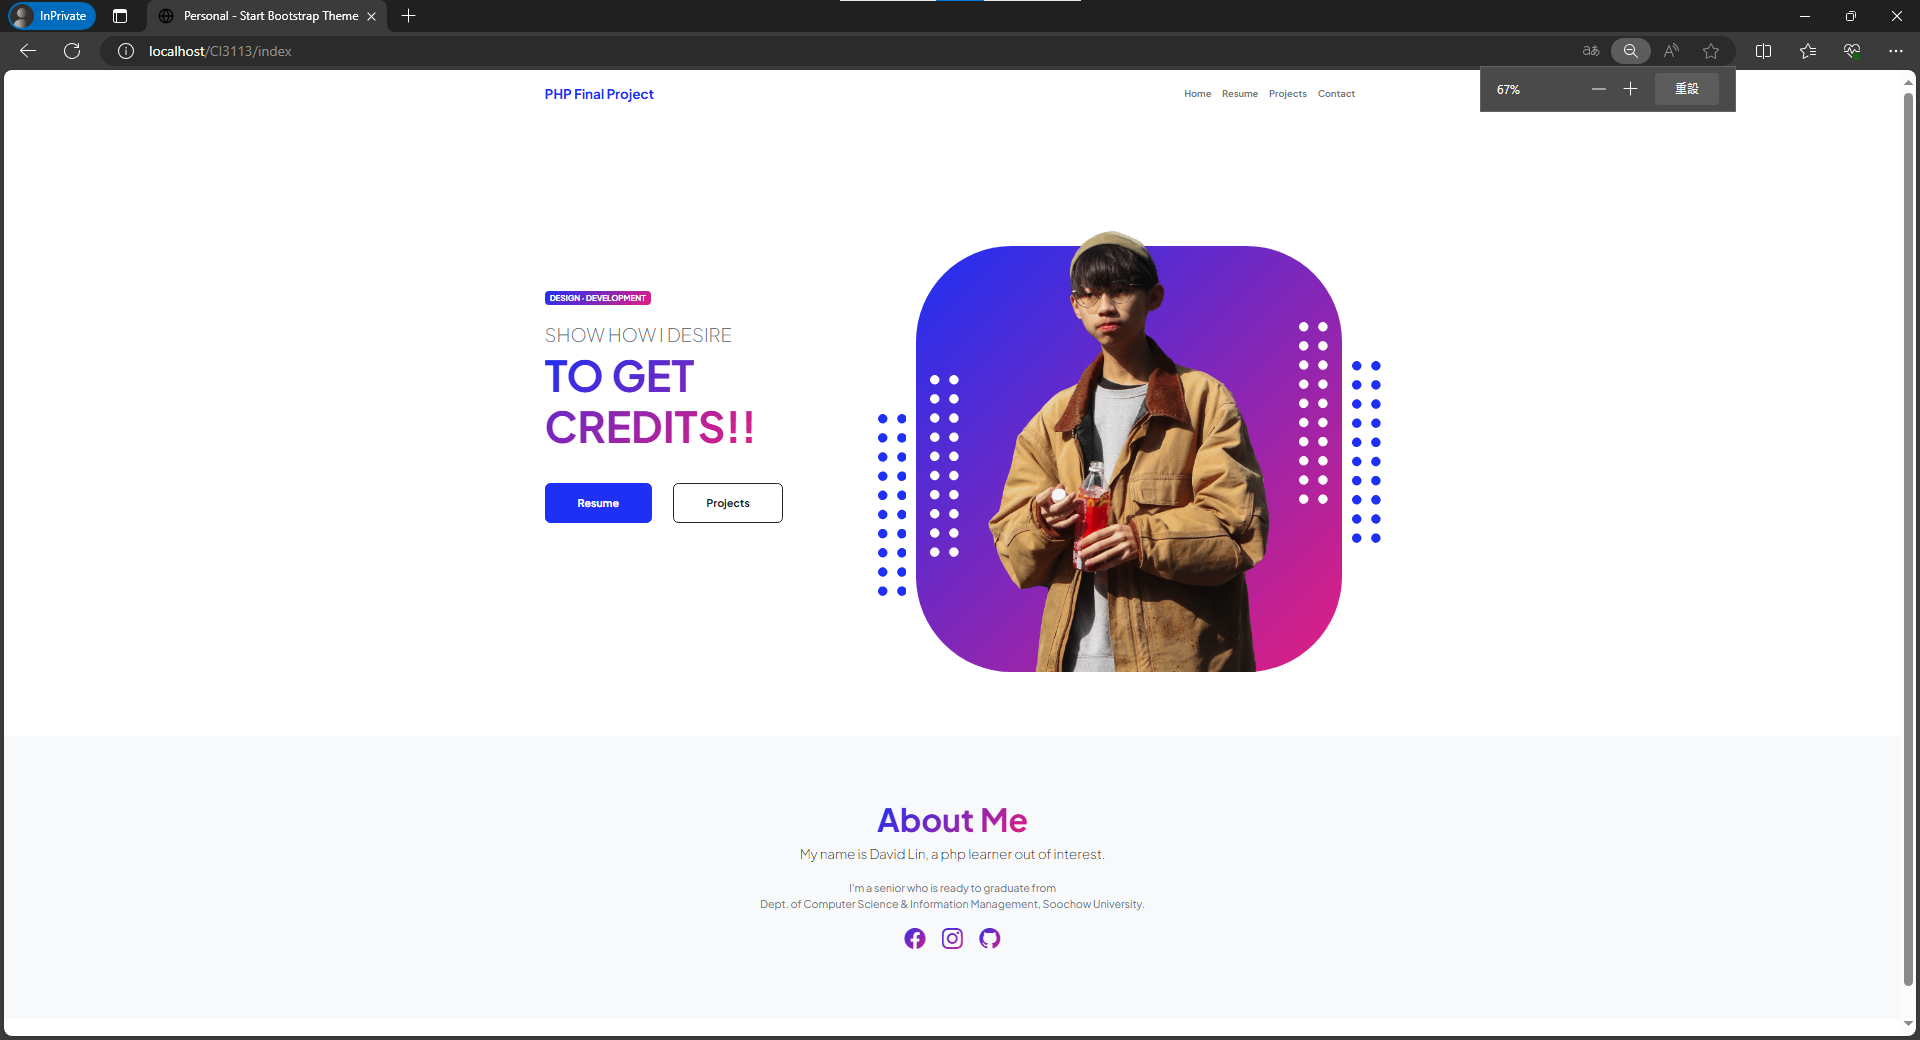 InPrivate
Personal - Start Bootstrap Theme
localhost/CI3113/index
67%
重設
PHP Final Project
Home Resume Projects Contact
DESIGN · DEVELOPMENT
SHOW HOW I DESIRE
TO GET
CREDITS!!
Resume Projects
About Me
My name is David Lin, a php learner out of interest.
I'm a senior who is ready to graduate from
Dept. of Computer Science & Information Management, Soochow University.